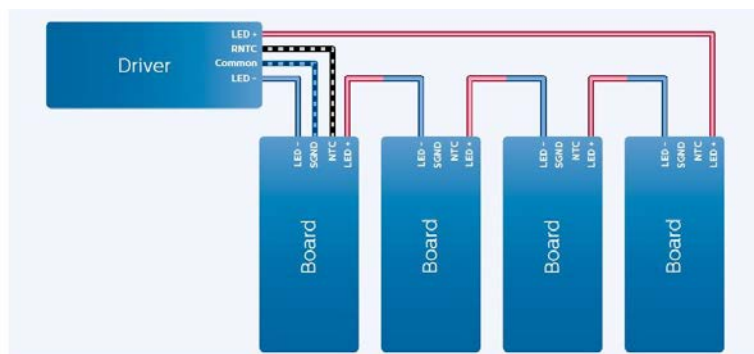 LED +
RNTC
Driver
Common
LED -
LED -
SGND
NTC
LED +
LED -
SGND
NTC
LED +
LED -
SGND
NTC
LED +
LED -
SGND
NTC
LED +
Board
Board
Board
Board